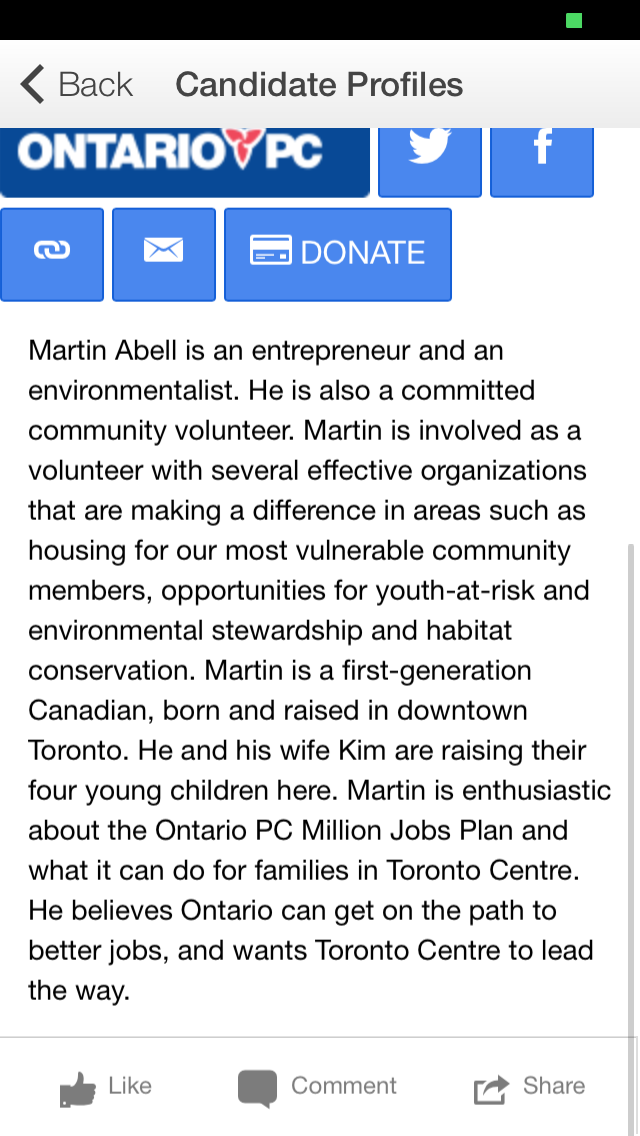 Back Candidate Profiles
ONTARIO PC
f
DONATE
Martin Abell is an entrepreneur and an
environmentalist. He is also a committed
community volunteer. Martin is involved as a
volunteer with several effective organizations
that are making a difference in areas such as
housing for our most vulnerable community
members, opportunities for youth-at-risk and
environmental stewardship and habitat
conservation. Martin is a first-generation
Canadian, born and raised in downtown
Toronto. He and his wife Kim are raising their
four young children here. Martin is enthusiastic
about the Ontario PC Million Jobs Plan and
what it can do for families in Toronto Centre.
He believes Ontario can get on the path to
better jobs, and wants Toronto Centre to lead
the way.
Like Comment Share